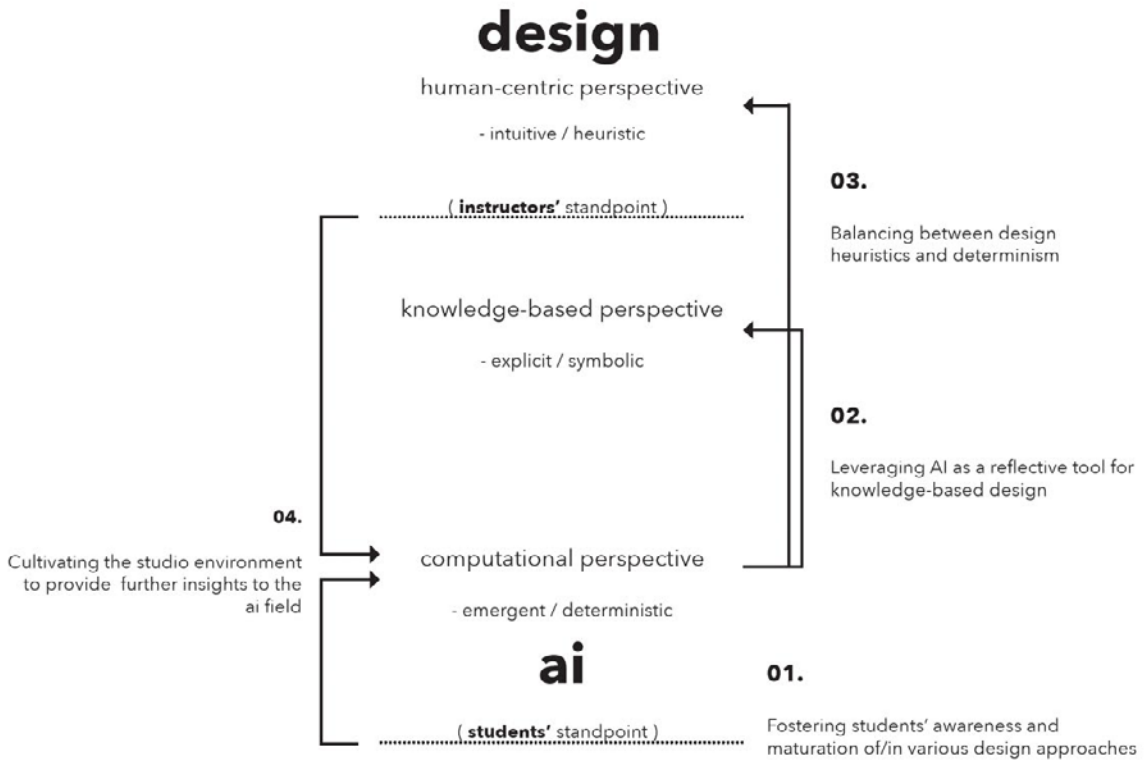 design
human-centric perspective
- intuitive / heuristic
( instructors' standpoint )
03.
Balancing between design
heuristics and determinism
knowledge-based perspective
- explicit / symbolic
02.
Leveraging AI as a reflective tool for
knowledge-based design
04.
Cultivating the studio environment
to provide further insights to the
ai field
computational perspective
- emergent / deterministic
ai
( students' standpoint )
01.
Fostering students' awareness and
maturation of/in various design approaches